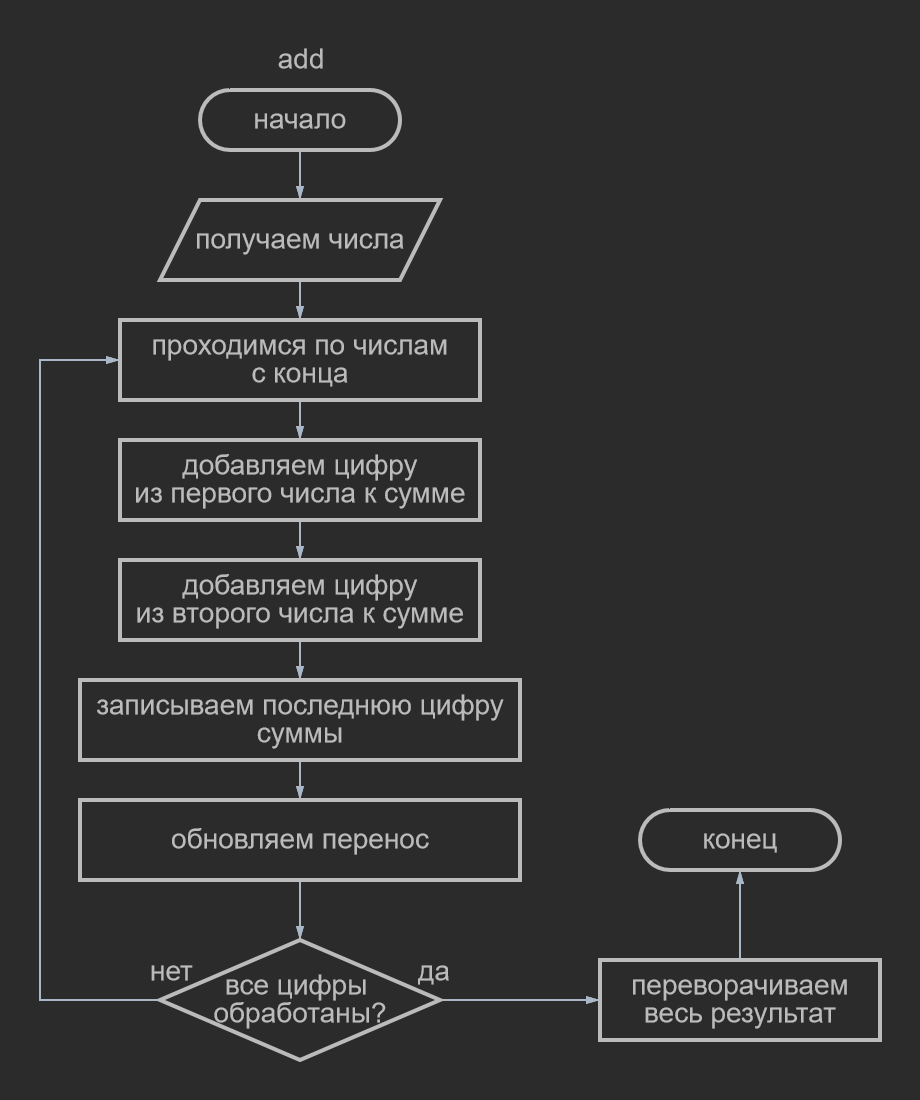 add
начало
получаем числа
проходимся по числам
с конца
добавляем цифру
из первого числа к сумме
добавляем цифру
из второго числа к сумме
записываем последнюю цифру
суммы
обновляем перенос
все цифры
обработаны?
нет
да
переворачиваем
весь результат
конец